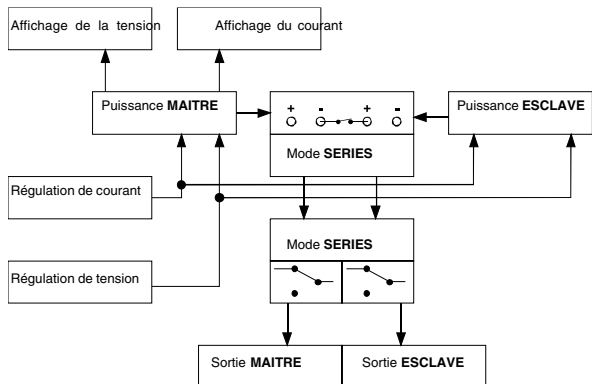 Affichage de la tension
Affichage du courant
Puissance MAITRE
+ - + -
Puissance ESCLAVE
Mode SERIES
Régulation de courant
Mode SERIES
Régulation de tension
Sortie MAITRE
Sortie ESCLAVE